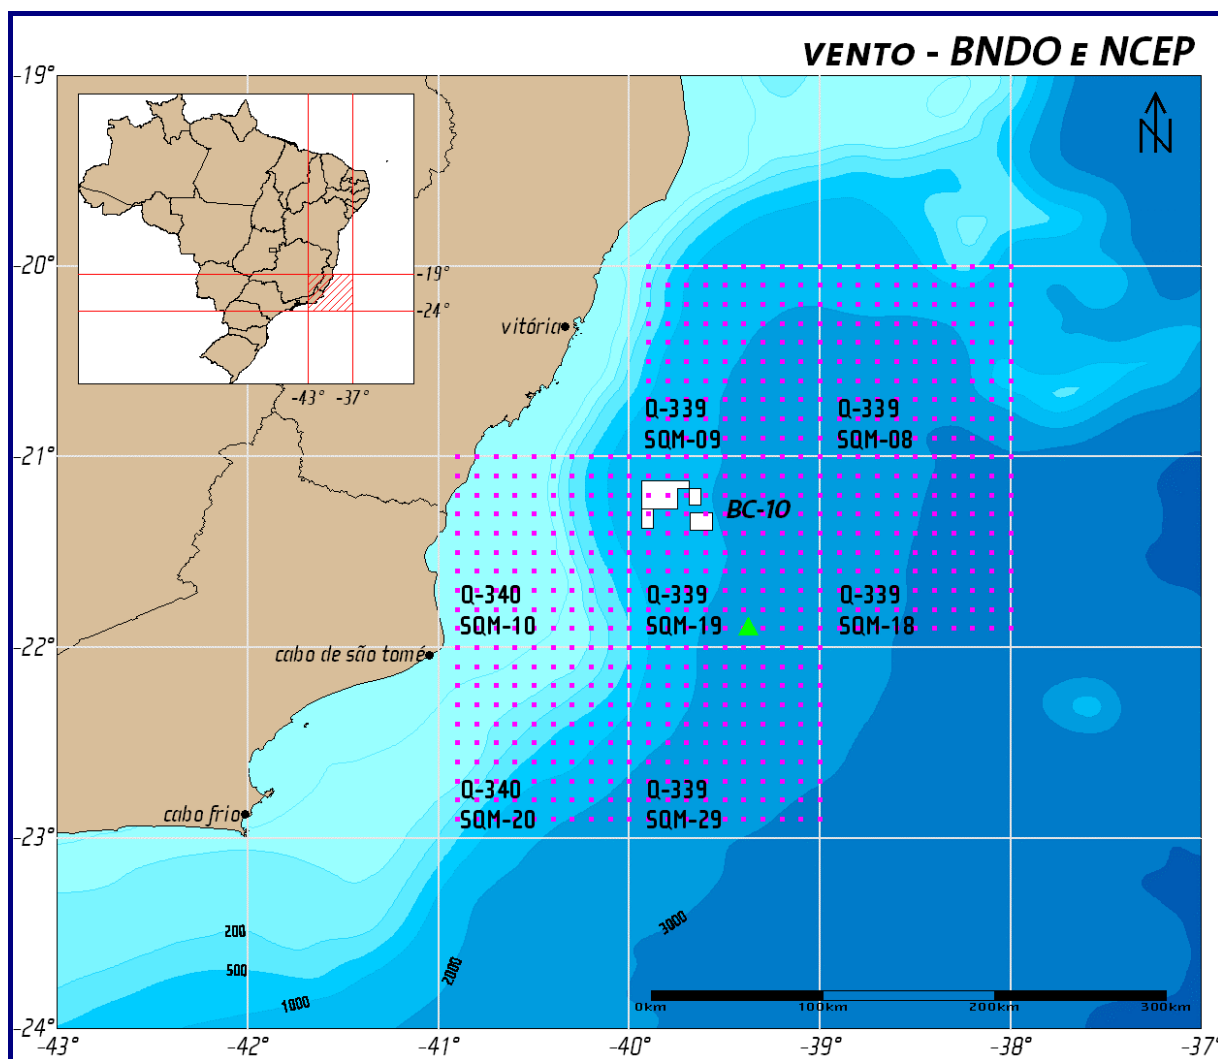 VENTO - BNDO E NCEP
-19°
-20°
-21°
-22°
-23°
-24°
-43°
-42°
-41°
-40°
-39°
-38°
-37°
-19°
-24°
-43° -37°
N
vitória
Q-339
SQM-09
Q-339
SQM-08
BC-10
Q-340
SQM-10
Q-339
SQM-19
Q-339
SQM-18
cabo de são tomé
Q-340
SQM-20
Q-339
SQM-29
cabo frio
200
500
1000
2000
3000
0km
100km
200km
300km